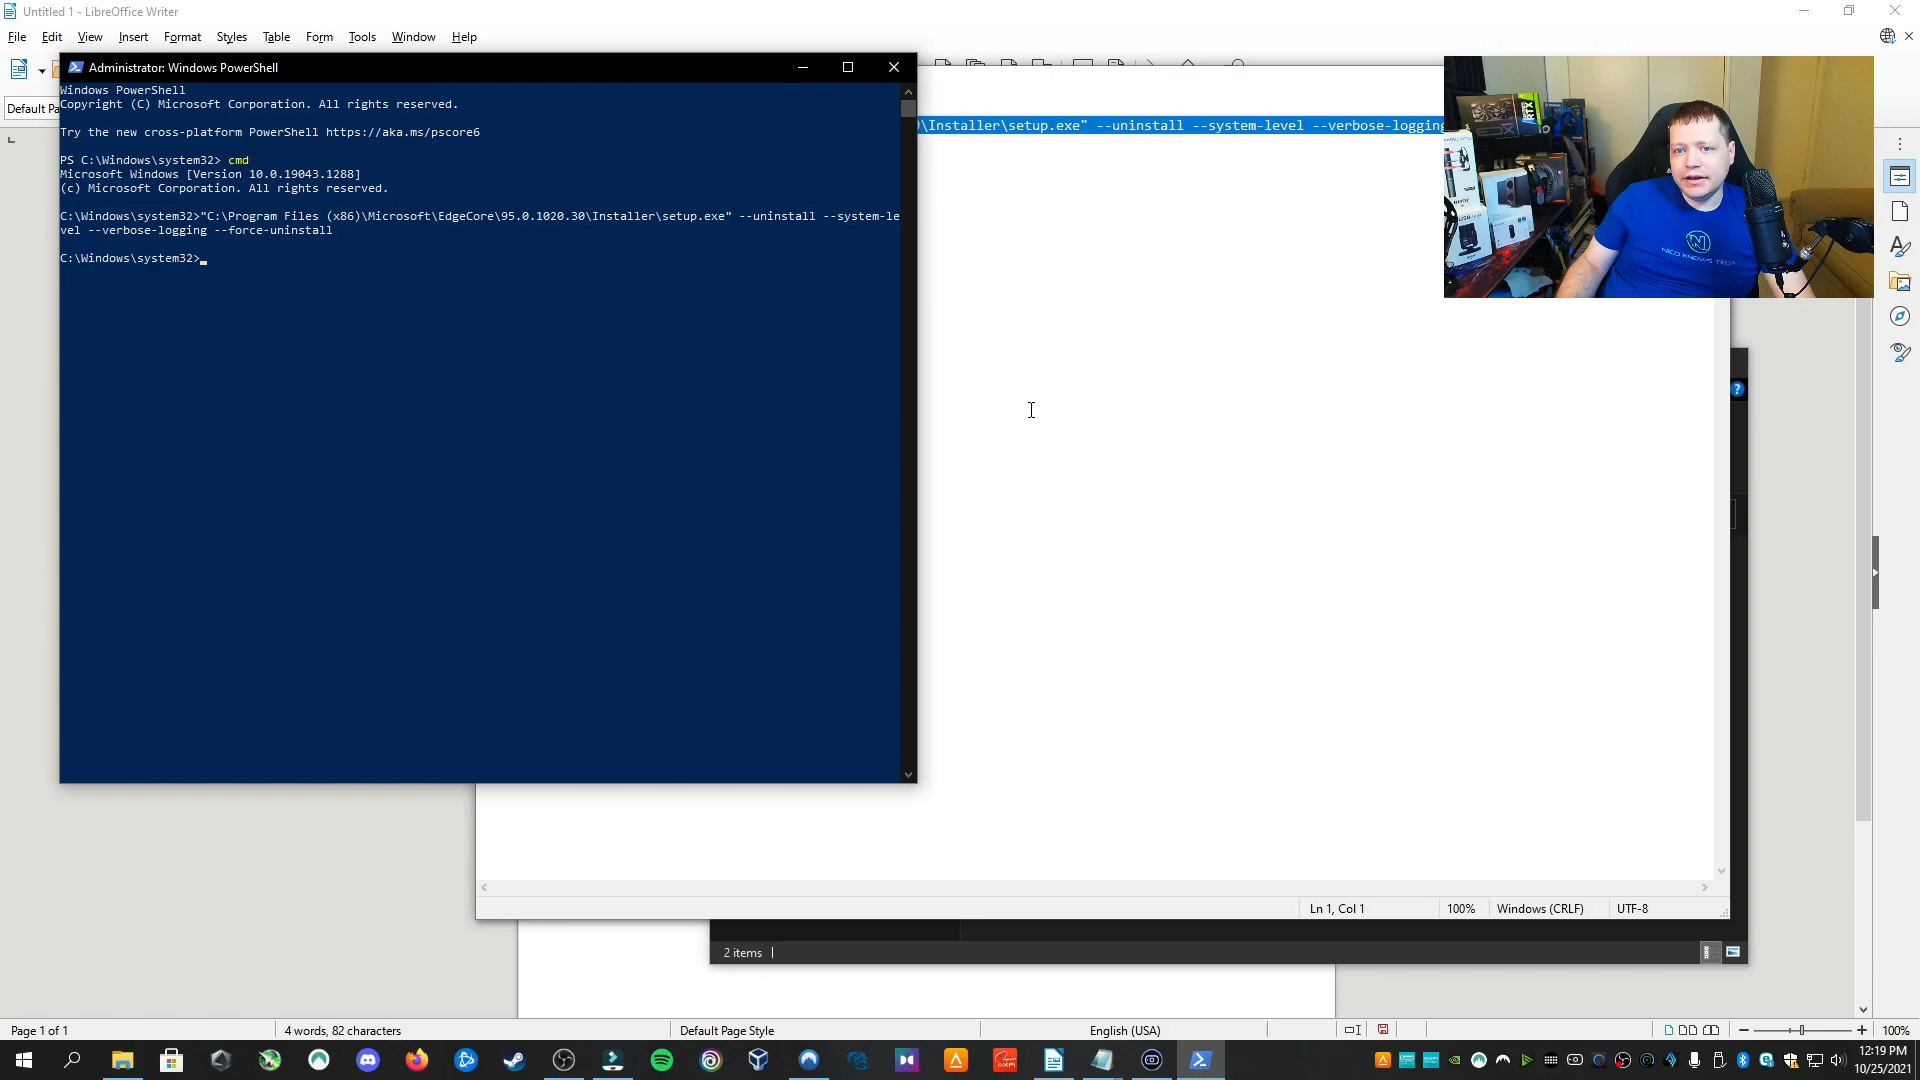 Untitled 1 - LibreOffice Writer
File Edit View Insert Format Styles Table Form Tools Window Help
Administrator: Windows PowerShell
Default Pa
Windows PowerShell
Copyright (C) Microsoft Corporation. All rights reserved.
Try the new cross-platform PowerShell https://aka.ms/pscore6
PS C:\Windows\system32> cmd
Microsoft Windows [Version 10.0.19043.1288]
(c) Microsoft Corporation. All rights reserved.
C:\Windows\system32>"C:\Program Files (x86)\Microsoft\EdgeCore\95.0.1020.30\Installer\setup.exe" --uninstall --system-le
vel --verbose-logging --force-uninstall
C:\Windows\system32>
\Installer\setup.exe" --uninstall --system-level --verbose-logging
RTX
NICO KNOWS TECH
Ln 1, Col 1 100% Windows (CRLF) UTF-8
2 items
Page 1 of 1 4 words, 82 characters Default Page Style English (USA) 100%
12:19 PM
10/25/2021